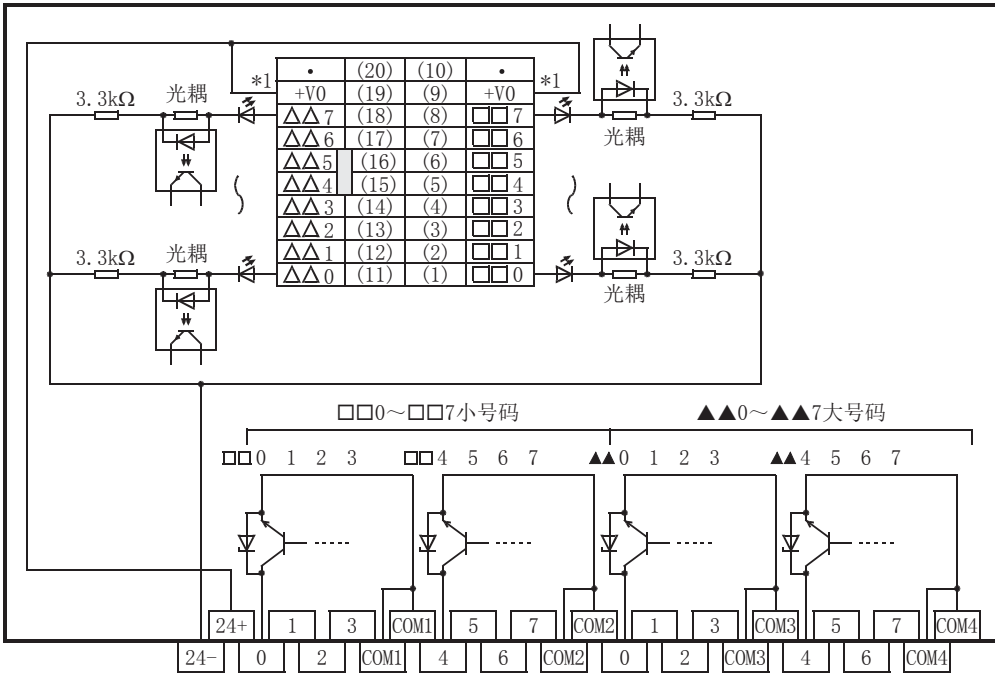 • (20) (10) •
*1 +V0 (19) (9) +V0 *1
3.3kΩ 光耦 △△7 (18) (8) □□7 光耦 3.3kΩ
△△6 (17) (7) □□6
△△5 (16) (6) □□5
△△4 (15) (5) □□4
△△3 (14) (4) □□3
△△2 (13) (3) □□2
△△1 (12) (2) □□1
3.3kΩ 光耦 △△0 (11) (1) □□0 光耦 3.3kΩ
□□0～□□7小号码 ▲▲0～▲▲7大号码
□□0 1 2 3 □□4 5 6 7 ▲▲0 1 2 3 ▲▲4 5 6 7
24+ 1 3 COM1 5 7 COM2 1 3 COM3 5 7 COM4
24- 0 2 COM1 4 6 COM2 0 2 COM3 4 6 COM4